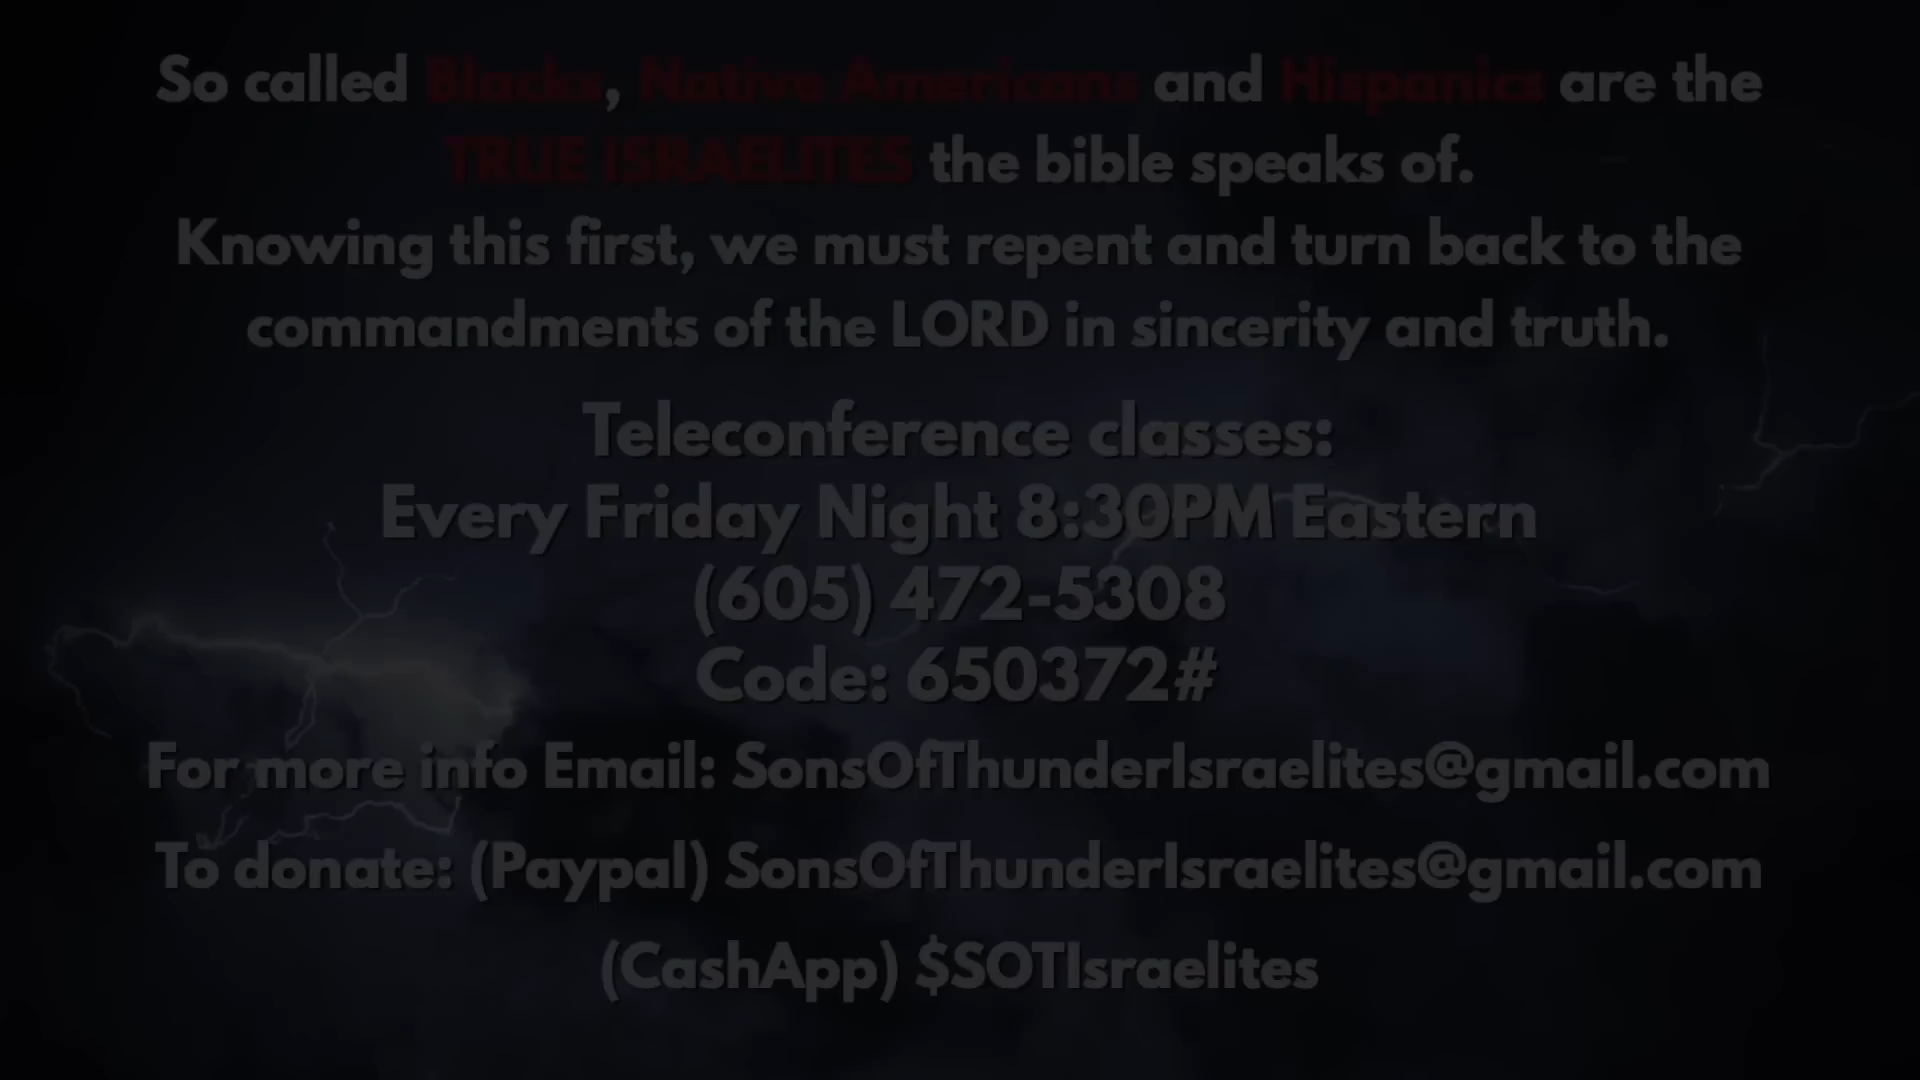 So called Blacks, Native Americans and Hispanics are the
TRUE ISRAELITES the bible speaks of.
Knowing this first, we must repent and turn back to the
commandments of the LORD in sincerity and truth.
Teleconference classes:
Every Friday Night 8:30PM Eastern
(605) 472-5308
Code: 650372#
For more info Email: SonsOfThunderIsraelites@gmail.com
To donate: (Paypal) SonsOfThunderIsraelites@gmail.com
(CashApp) $SOTIsraelites